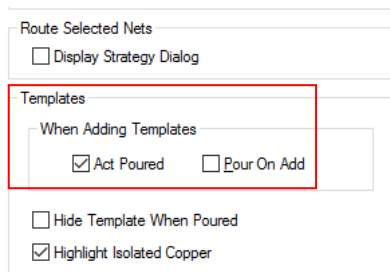 Route Selected Nets
Display Strategy Dialog
Templates
When Adding Templates
Act Poured Pour On Add
Hide Template When Poured
Highlight Isolated Copper